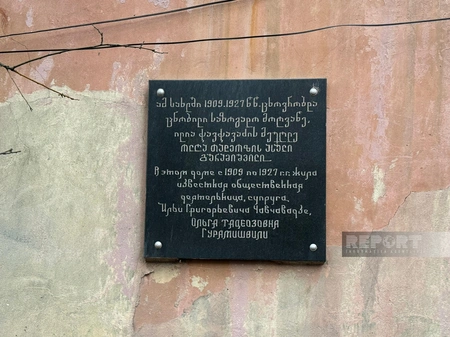 ამ სახლში 1909.1927 წ.წ. ცხოვრობდა
ცნობილი საზოგადო მოღვაწე,
ილია ჭავჭავაძის მეუღლე
ოლღა თადეოზის ასული
გურამიშვილი...
В этом доме с 1909 по 1927 г.г. жила
известная общественная
деятельница, супруга
Ильи Григорьевича Чавчавадзе,
Ольга Тадеозовна
Гурамишвили
REPORT